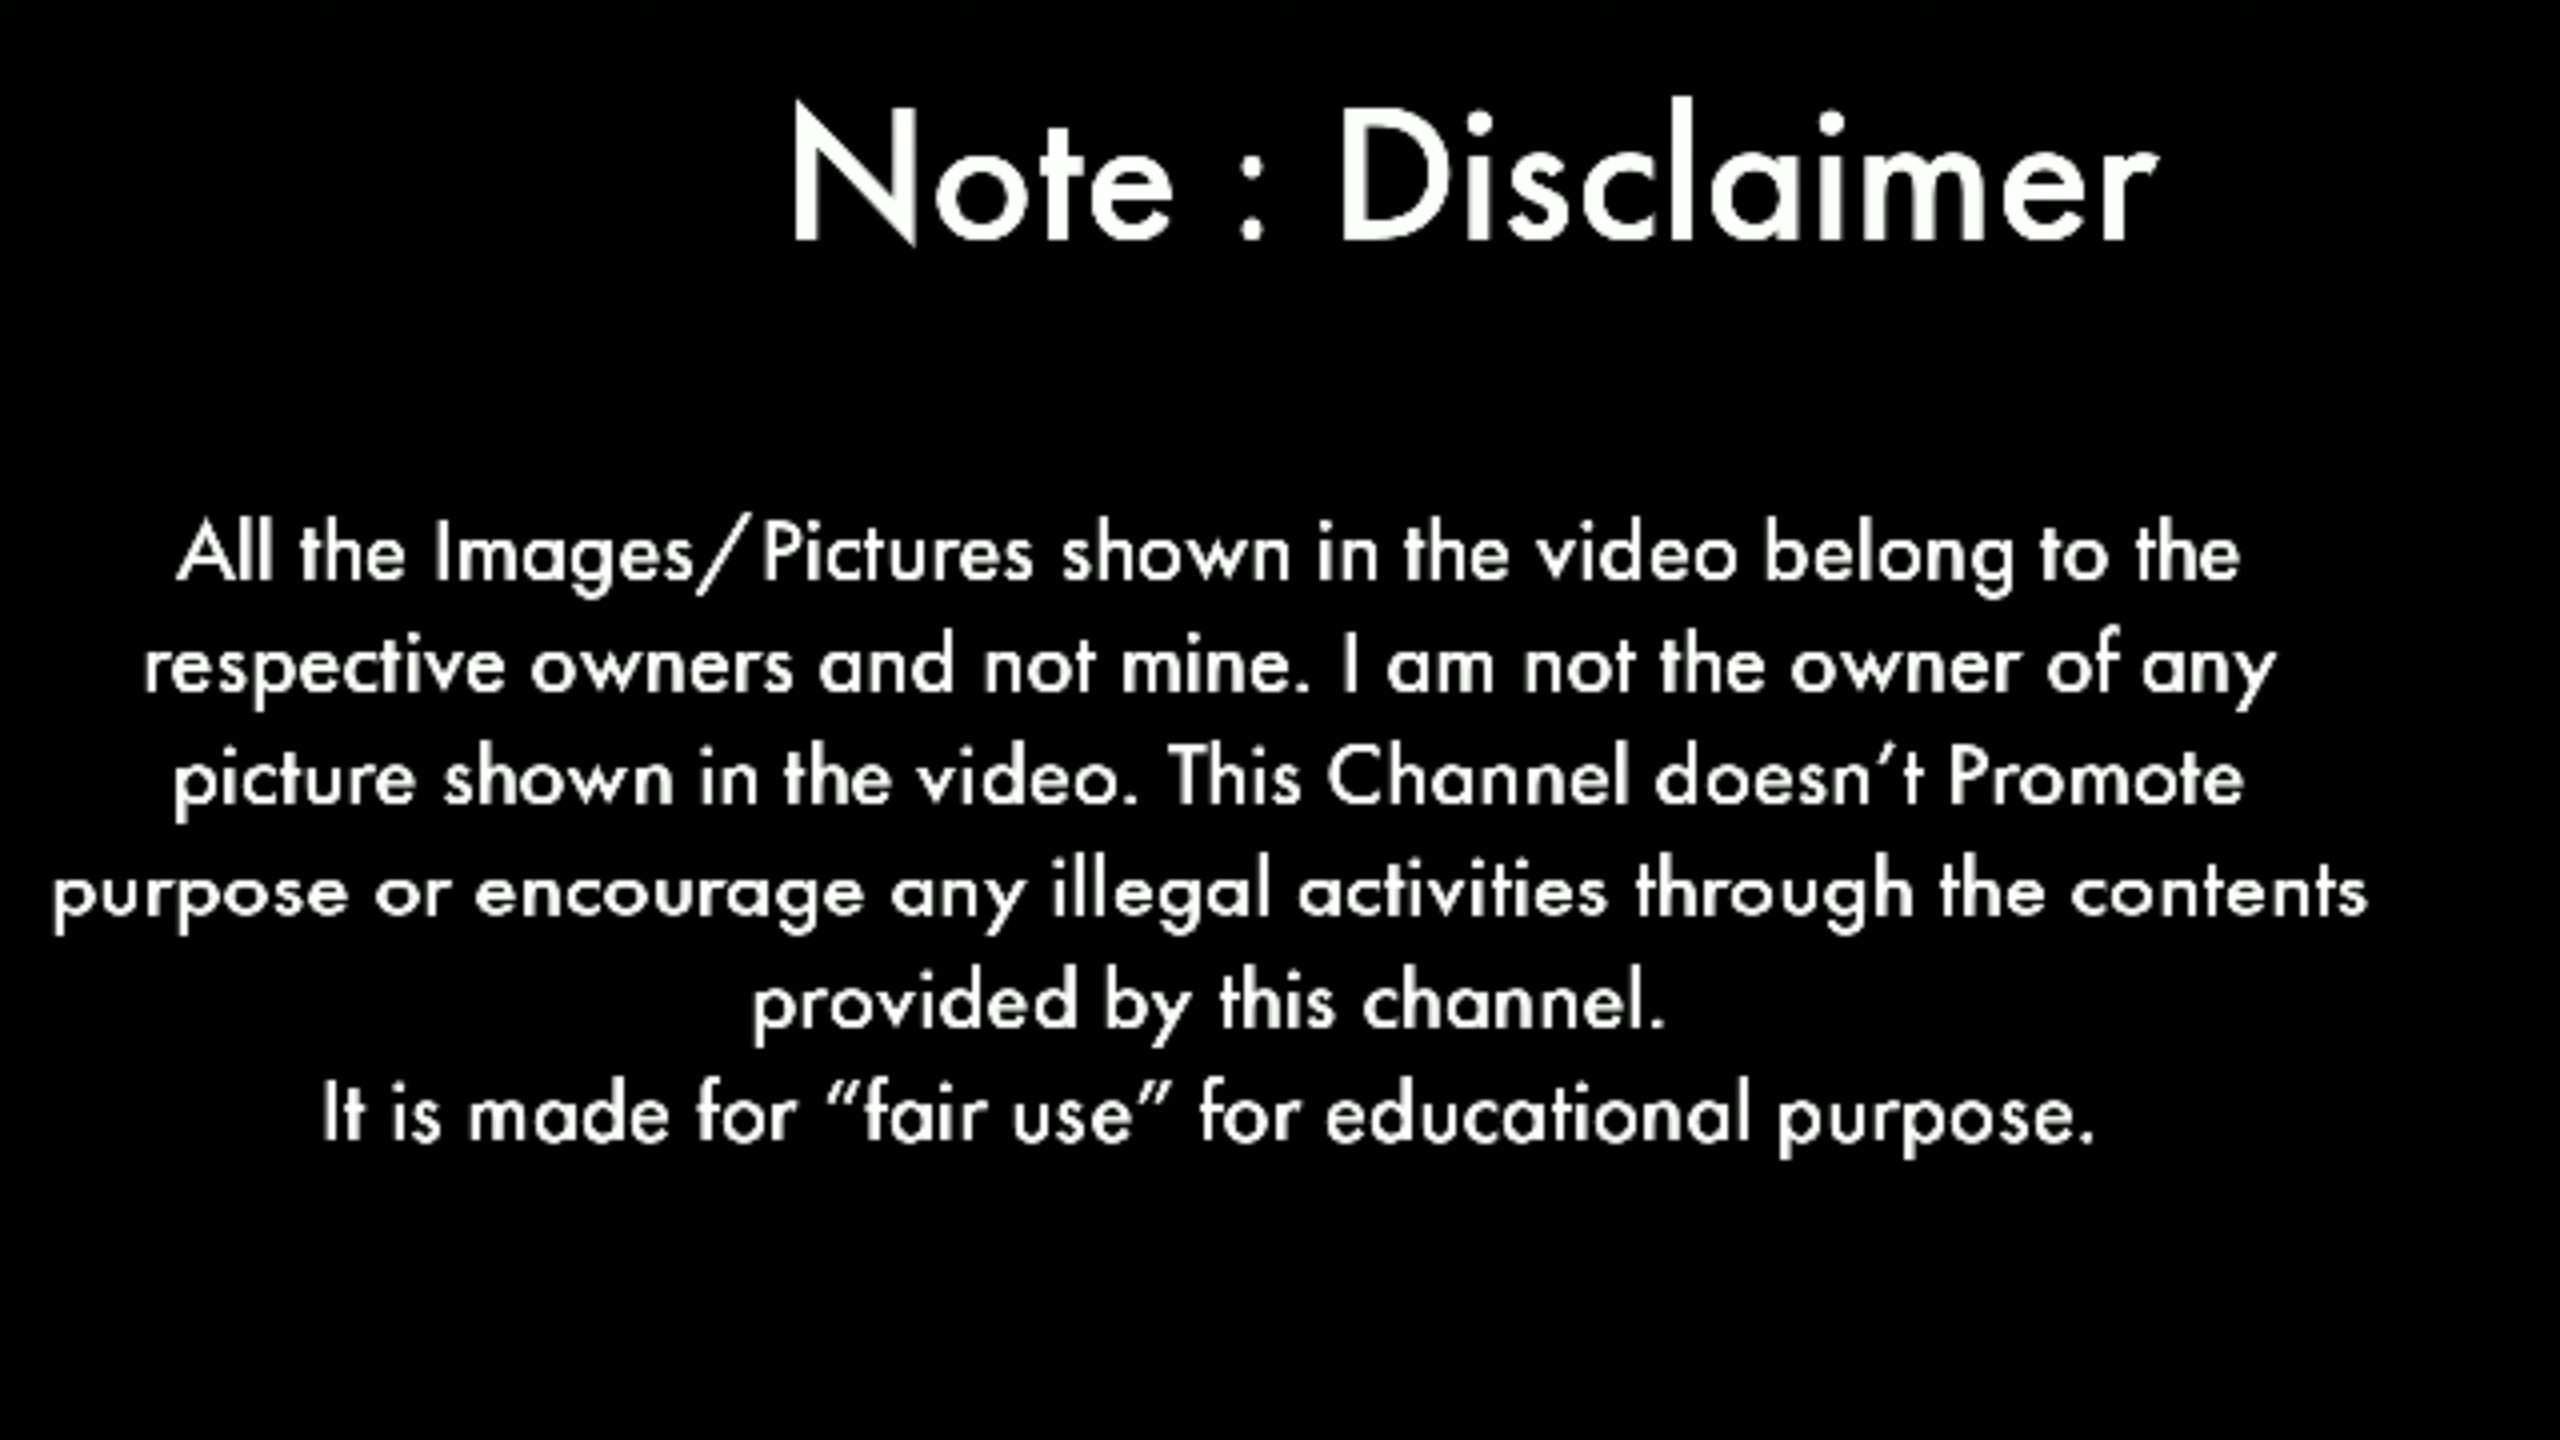 Note : Disclaimer
All the Images/Pictures shown in the video belong to the
respective owners and not mine. I am not the owner of any
picture shown in the video. This Channel doesn’t Promote
purpose or encourage any illegal activities through the contents
provided by this channel.
It is made for “fair use” for educational purpose.